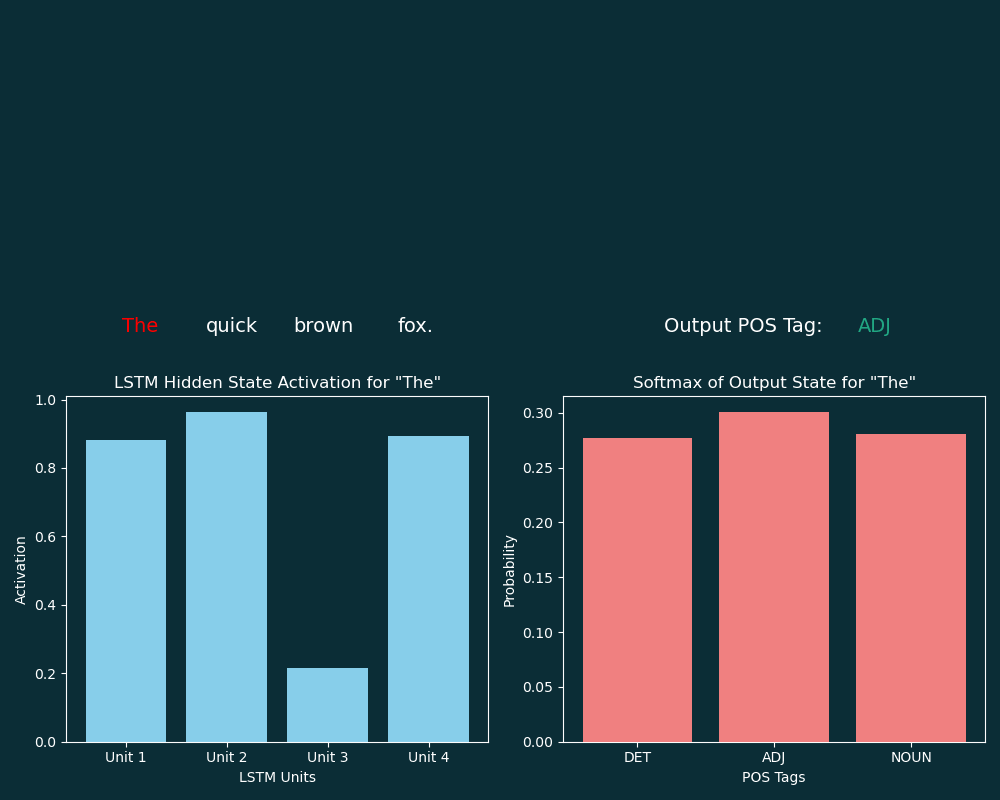 The quick brown fox.
Output POS Tag: ADJ
LSTM Hidden State Activation for "The"
1.0
0.8
0.6
0.4
0.2
0.0
Activation
Unit 1 Unit 2 Unit 3 Unit 4
LSTM Units
Softmax of Output State for "The"
0.30
0.25
0.20
0.15
0.10
0.05
0.00
Probability
DET ADJ NOUN
POS Tags